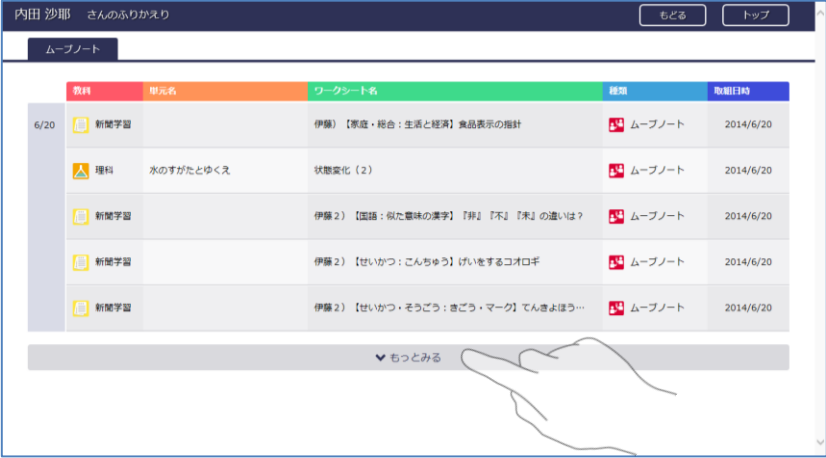 内田 沙耶 さんのふりかえり もどる トップ
ムーブノート
教科 単元名 ワークシート名 種類 取組日時
6/20 新聞学習 伊藤）【家庭・総合：生活と経済】食品表示の指針 ムーブノート 2014/6/20
理科 水のすがたとゆくえ 状態変化（２） ムーブノート 2014/6/20
新聞学習 伊藤２）【国語：似た意味の漢字】『非』『不』『未』の違いは？ ムーブノート 2014/6/20
新聞学習 伊藤２）【せいかつ：こんちゅう】げいをするコオロギ ムーブノート 2014/6/20
新聞学習 伊藤２）【せいかつ・そうごう：きごう・マーク】てんきよほう… ムーブノート 2014/6/20
もっとみる